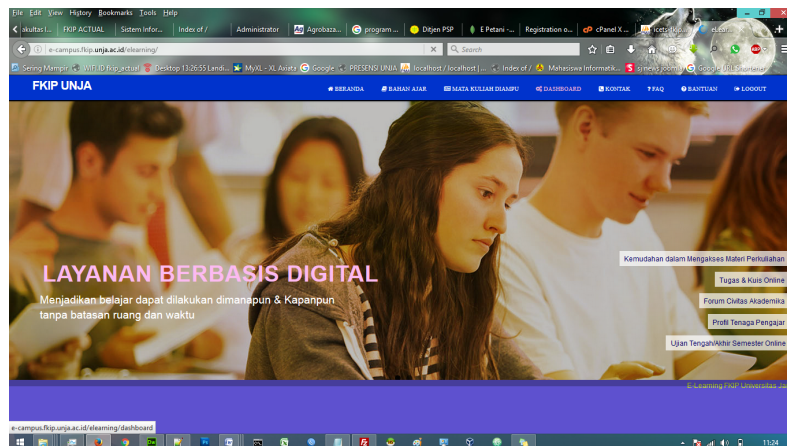 File Edit View History Bookmarks Tools Help
akultas I... FKIP ACTUAL Sistem Infor... Index of / Administrator Agrobaza... program ... Ditjen PSP E Petani -... Registration o... cPanel X ...
e-campus.fkip.unja.ac.id/elearning/ Search
Sering Mampir WIFI.ID fkip_actual Desktop 13:26:55 Landi... MyXL - XL Axiata Google PRESENSI UNJA localhost / localhost | ... Index of / Mahasiswa Informatik... Google URL Shortener
FKIP UNJA
BERANDA BAHAN AJAR MATA KULIAH DIAMPU DASHBOARD KONTAK ? FAQ BANTUAN LOGOUT
LAYANAN BERBASIS DIGITAL
Menjadikan belajar dapat dilakukan dimanapun & Kapanpun
tanpa batasan ruang dan waktu
Kemudahan dalam Mengakses Materi Perkuliahan
Tugas & Kuis Online
Forum Civitas Akademika
Profil Tenaga Pengajar
Ujian Tengah/Akhir Semester Online
E-Learning FKIP Universitas Ja
e-campus.fkip.unja.ac.id/elearning/dashboard
11:24